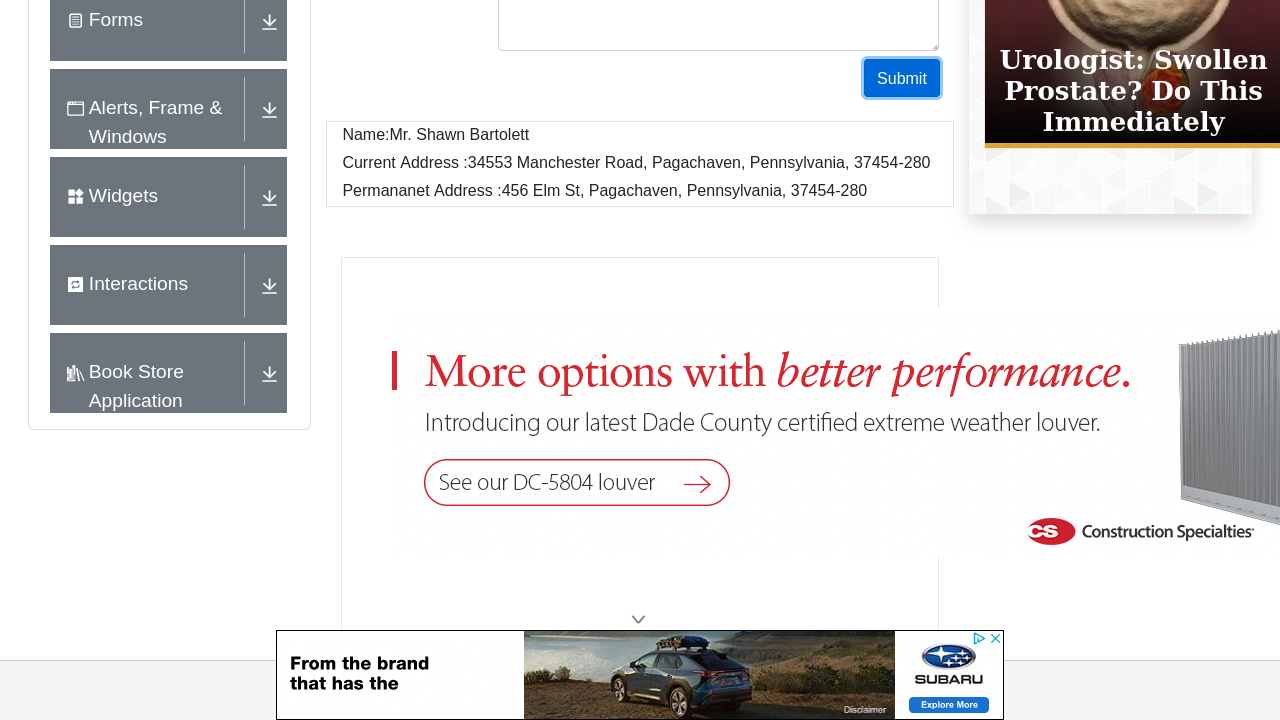 Forms
Alerts, Frame &
Windows
Widgets
Interactions
Book Store
Application
Submit
Name:Mr. Shawn Bartolett
Current Address :34553 Manchester Road, Pagachaven, Pennsylvania, 37454-280
Permananet Address :456 Elm St, Pagachaven, Pennsylvania, 37454-280
Urologist: Swollen
Prostate? Do This
Immediately
More options with better performance.
Introducing our latest Dade County certified extreme weather louver.
See our DC-5804 louver
CS Construction Specialties
From the brand
that has the
Disclaimer
SUBARU
Explore More